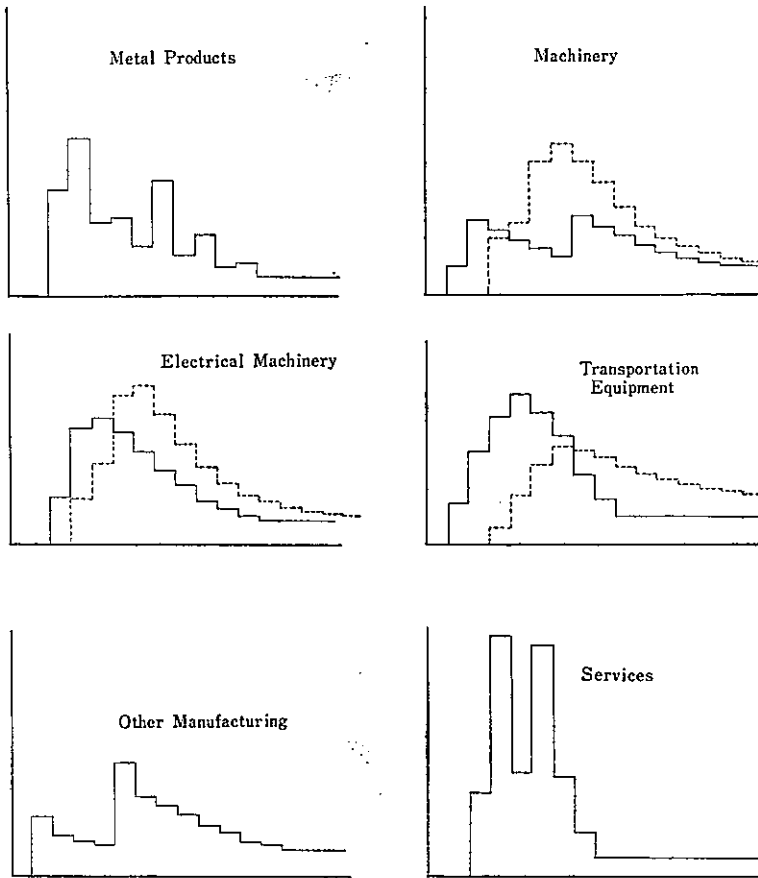 Metal Products
Machinery
Electrical Machinery
Transportation
Equipment
Other Manufacturing
Services